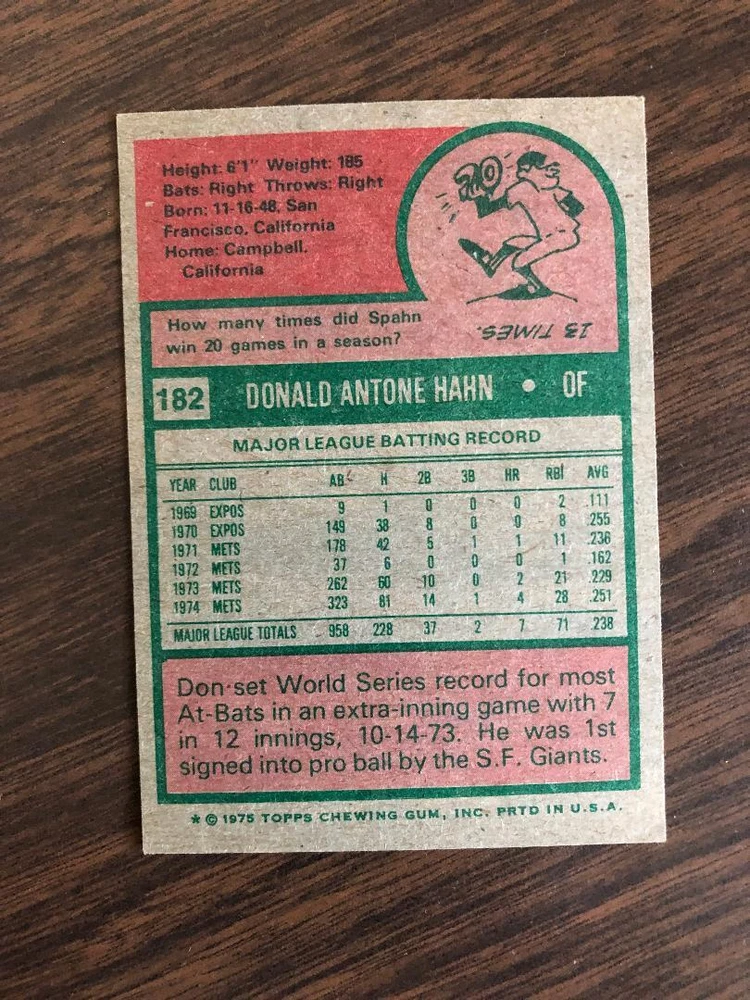 Height: 6'1" Weight: 185
Bats: Right Throws: Right
Born: 11-16-48, San
Francisco, California
Home: Campbell,
California
20
How many times did Spahn
win 20 games in a season?
13 TIMES.
182 DONALD ANTONE HAHN • OF
MAJOR LEAGUE BATTING RECORD
YEAR CLUB AB H 2B 3B HR RBI AVG
1969 EXPOS 9 1 0 0 0 2 .111
1970 EXPOS 149 38 8 0 0 8 .255
1971 METS 178 42 5 1 1 11 .236
1972 METS 37 6 0 0 0 1 .162
1973 METS 262 60 10 0 2 21 .229
1974 METS 323 81 14 1 4 28 .251
MAJOR LEAGUE TOTALS 958 228 37 2 7 71 .238
Don set World Series record for most
At-Bats in an extra-inning game with 7
in 12 innings, 10-14-73. He was 1st
signed into pro ball by the S.F. Giants.
* © 1975 TOPPS CHEWING GUM, INC. PRTD IN U.S.A.